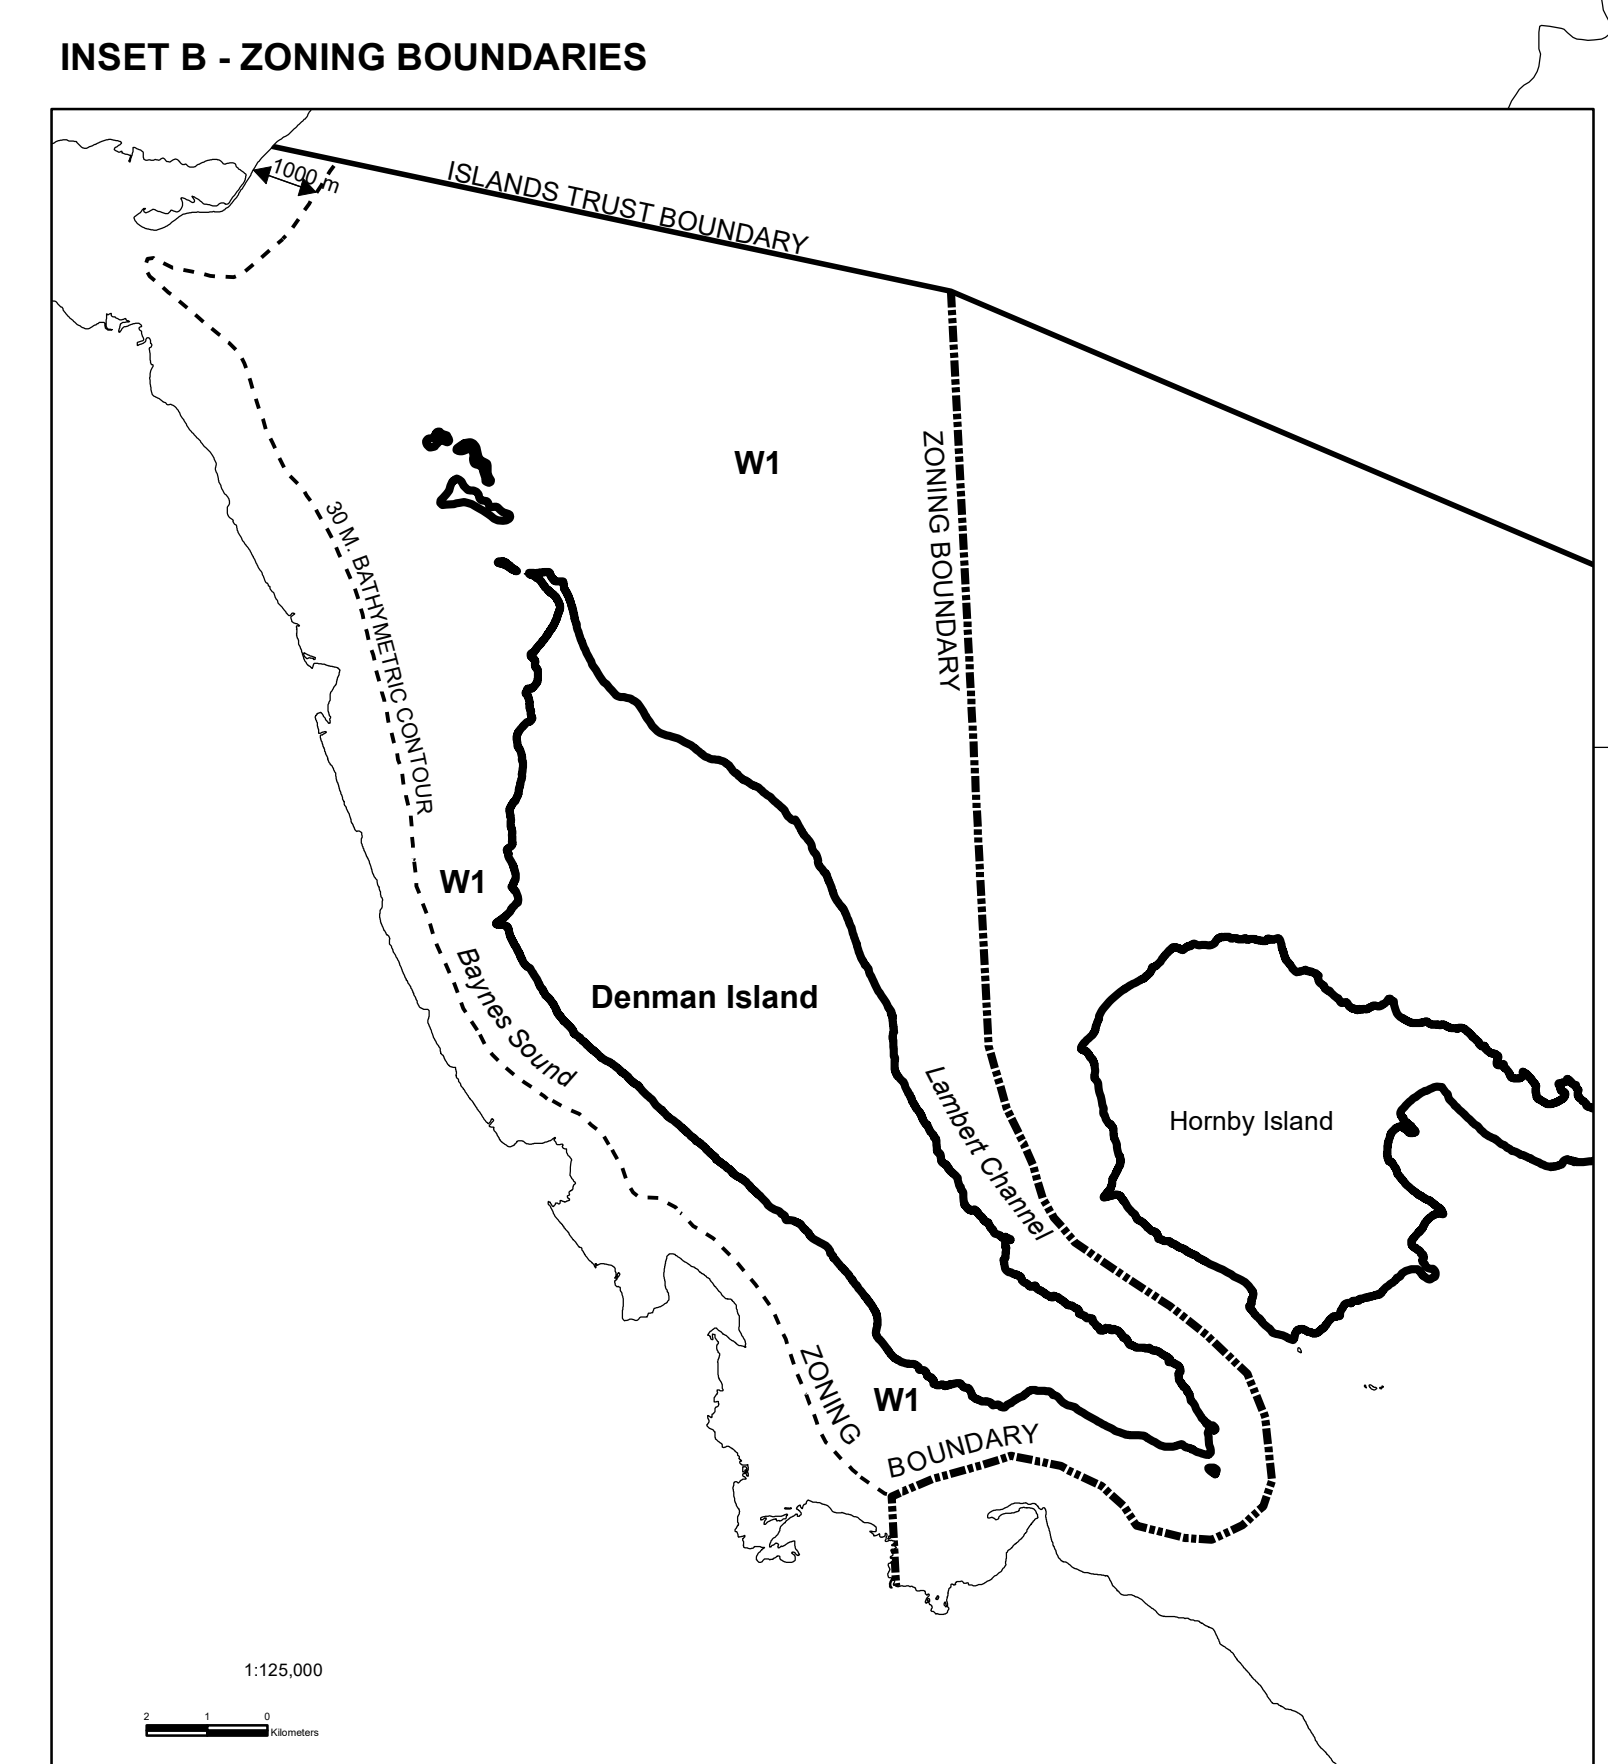 INSET B - ZONING BOUNDARIES
1000 m
ISLANDS TRUST BOUNDARY
W1
ZONING BOUNDARY
30 M. BATHYMETRIC CONTOUR
W1
Baynes Sound
Denman Island
Lambert Channel
Hornby Island
ZONING
W1
BOUNDARY
1:125,000
2 1 0
Kilometers